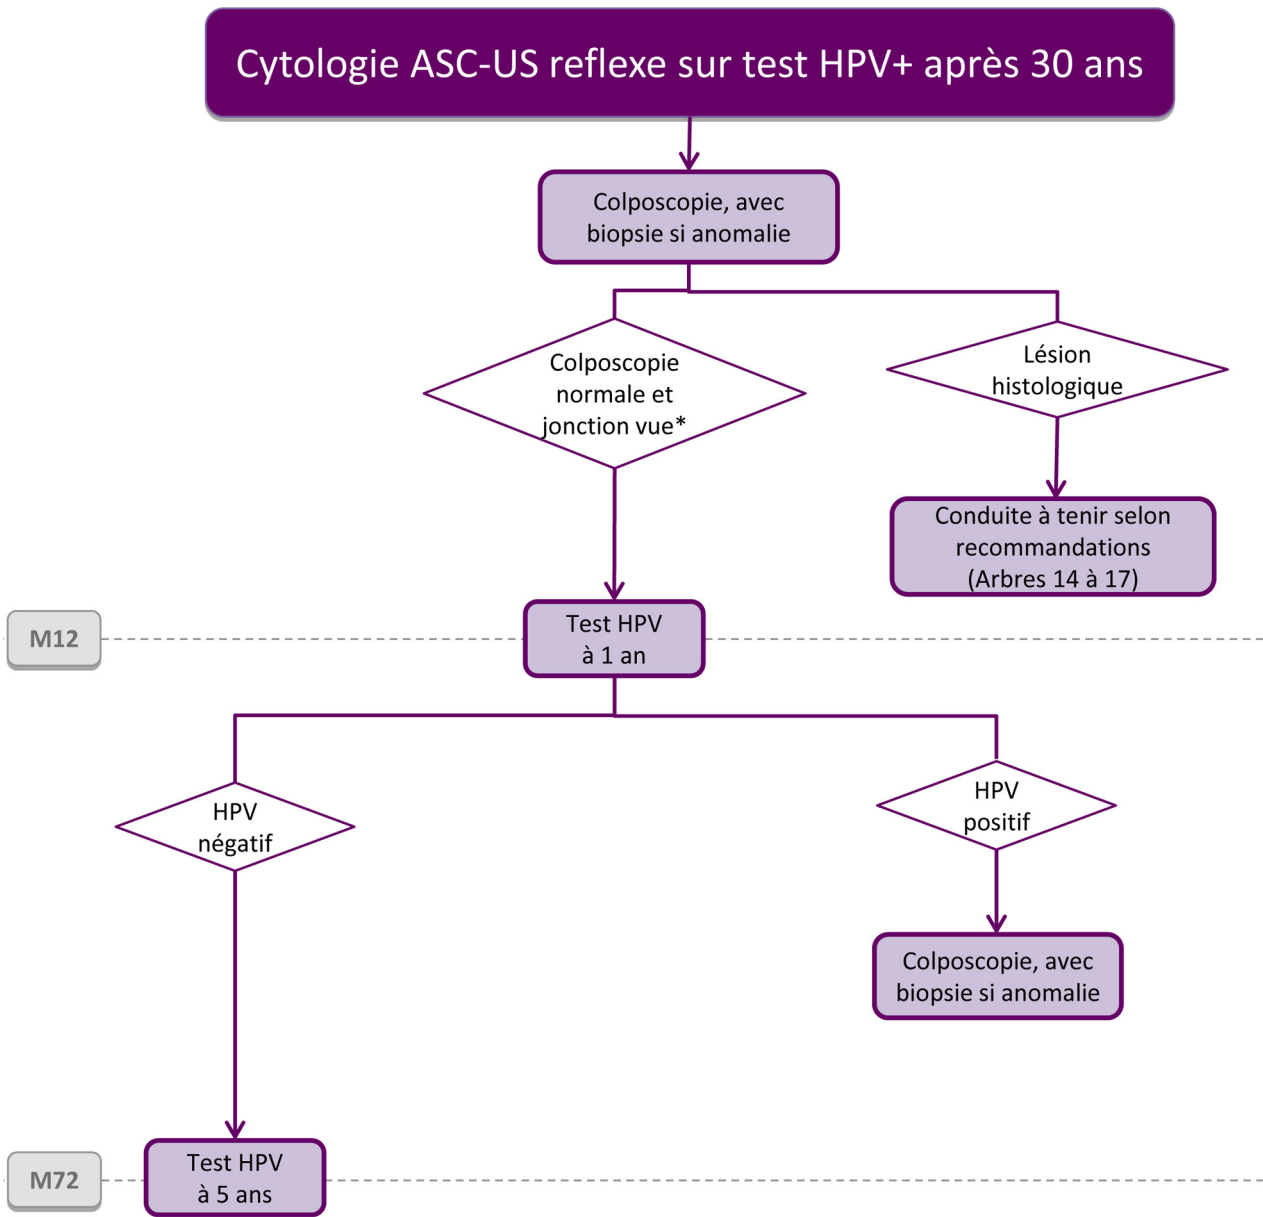 Cytologie ASC-US reflexe sur test HPV+ après 30 ans
Colposcopie, avec
biopsie si anomalie
Colposcopie
normale et
jonction vue*
Lésion
histologique
Conduite à tenir selon
recommandations
(Arbres 14 à 17)
M12
Test HPV
à 1 an
HPV
négatif
HPV
positif
Colposcopie, avec
biopsie si anomalie
M72
Test HPV
à 5 ans